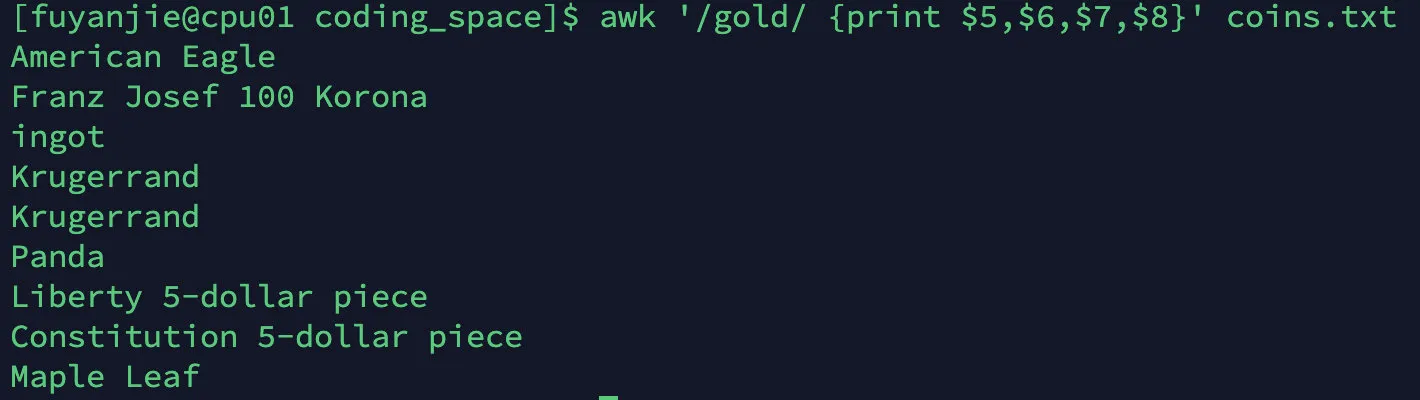 [fuyanjie@cpu01 coding_space]$ awk '/gold/ {print $5,$6,$7,$8}' coins.txt
American Eagle
Franz Josef 100 Korona
ingot
Krugerrand
Krugerrand
Panda
Liberty 5-dollar piece
Constitution 5-dollar piece
Maple Leaf